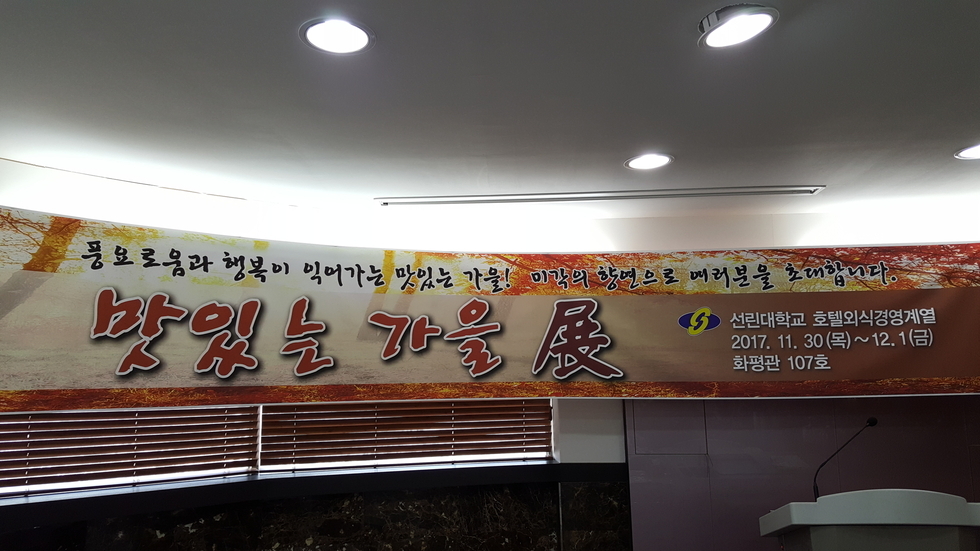 풍요로움과 행복이 익어가는 맛있는 가을! 미각의 향연으로 여러분을 초대합니다.
맛있는 가을 展
선린대학교 호텔외식경영계열
2017. 11. 30(목)~12. 1(금)
화평관 107호